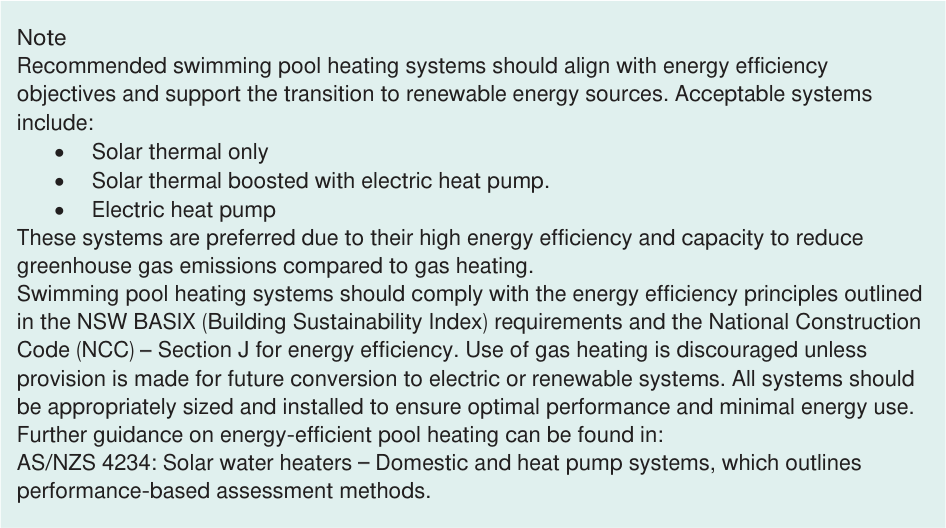 Note
Recommended swimming pool heating systems should align with energy efficiency
objectives and support the transition to renewable energy sources. Acceptable systems
include:
• Solar thermal only
• Solar thermal boosted with electric heat pump.
• Electric heat pump
These systems are preferred due to their high energy efficiency and capacity to reduce
greenhouse gas emissions compared to gas heating.
Swimming pool heating systems should comply with the energy efficiency principles outlined
in the NSW BASIX (Building Sustainability Index) requirements and the National Construction
Code (NCC) – Section J for energy efficiency. Use of gas heating is discouraged unless
provision is made for future conversion to electric or renewable systems. All systems should
be appropriately sized and installed to ensure optimal performance and minimal energy use.
Further guidance on energy-efficient pool heating can be found in:
AS/NZS 4234: Solar water heaters – Domestic and heat pump systems, which outlines
performance-based assessment methods.